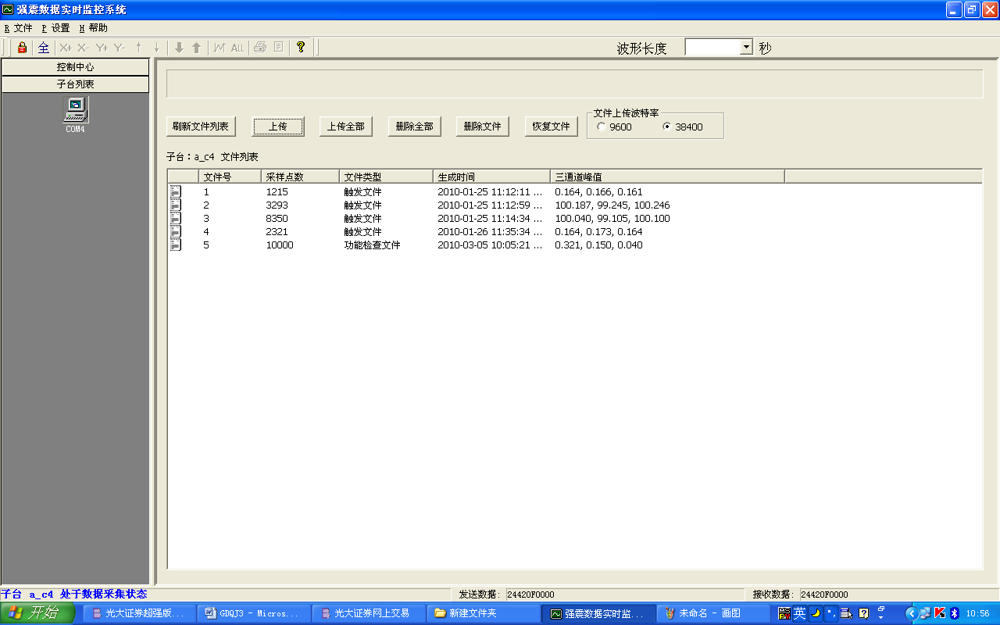 强震数据实时监控系统
R 文件 P 设置 H 帮助
全 X+ X- Y+ Y- ALL ? 波形长度 秒
控制中心
子台列表
COM4
刷新文件列表 上传 上传全部 删除全部 删除文件 恢复文件 文件上传波特率 9600 38400
子台：a_c4 文件列表
文件号 采样点数 文件类型 生成时间 三通道峰值
1 1215 触发文件 2010-01-25 11:12:11 ... 0.164, 0.166, 0.161
2 3293 触发文件 2010-01-25 11:12:59 ... 100.187, 99.245, 100.246
3 8350 触发文件 2010-01-25 11:14:34 ... 100.040, 99.105, 100.100
4 2321 触发文件 2010-01-26 11:35:34 ... 0.164, 0.173, 0.164
5 10000 功能检查文件 2010-03-05 10:05:21 ... 0.321, 0.150, 0.040
子台 a_c4 处于数据采集状态 发送数据: 24420F0000 接收数据: 24420F0000
开始 光大证券超强版... GDQJ3 - Micros... 光大证券网上交易 新建文件夹 强震数据实时监... 未命名 - 画图 英 10:56